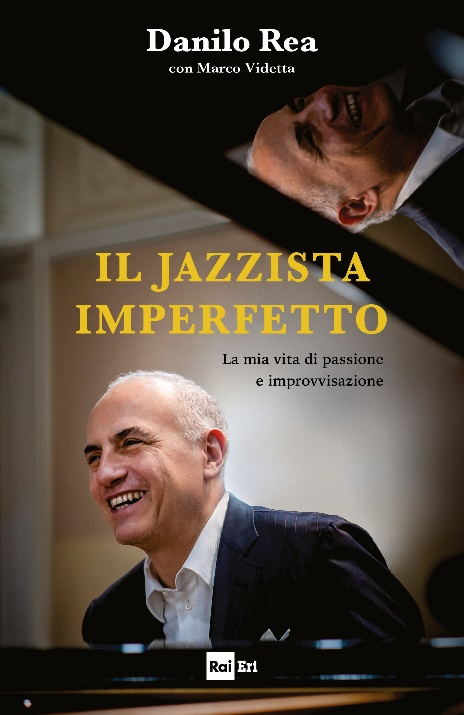 Danilo Rea
con Marco Videtta
IL JAZZISTA
IMPERFETTO
La mia vita di passione
e improvvisazione
Rai Eri